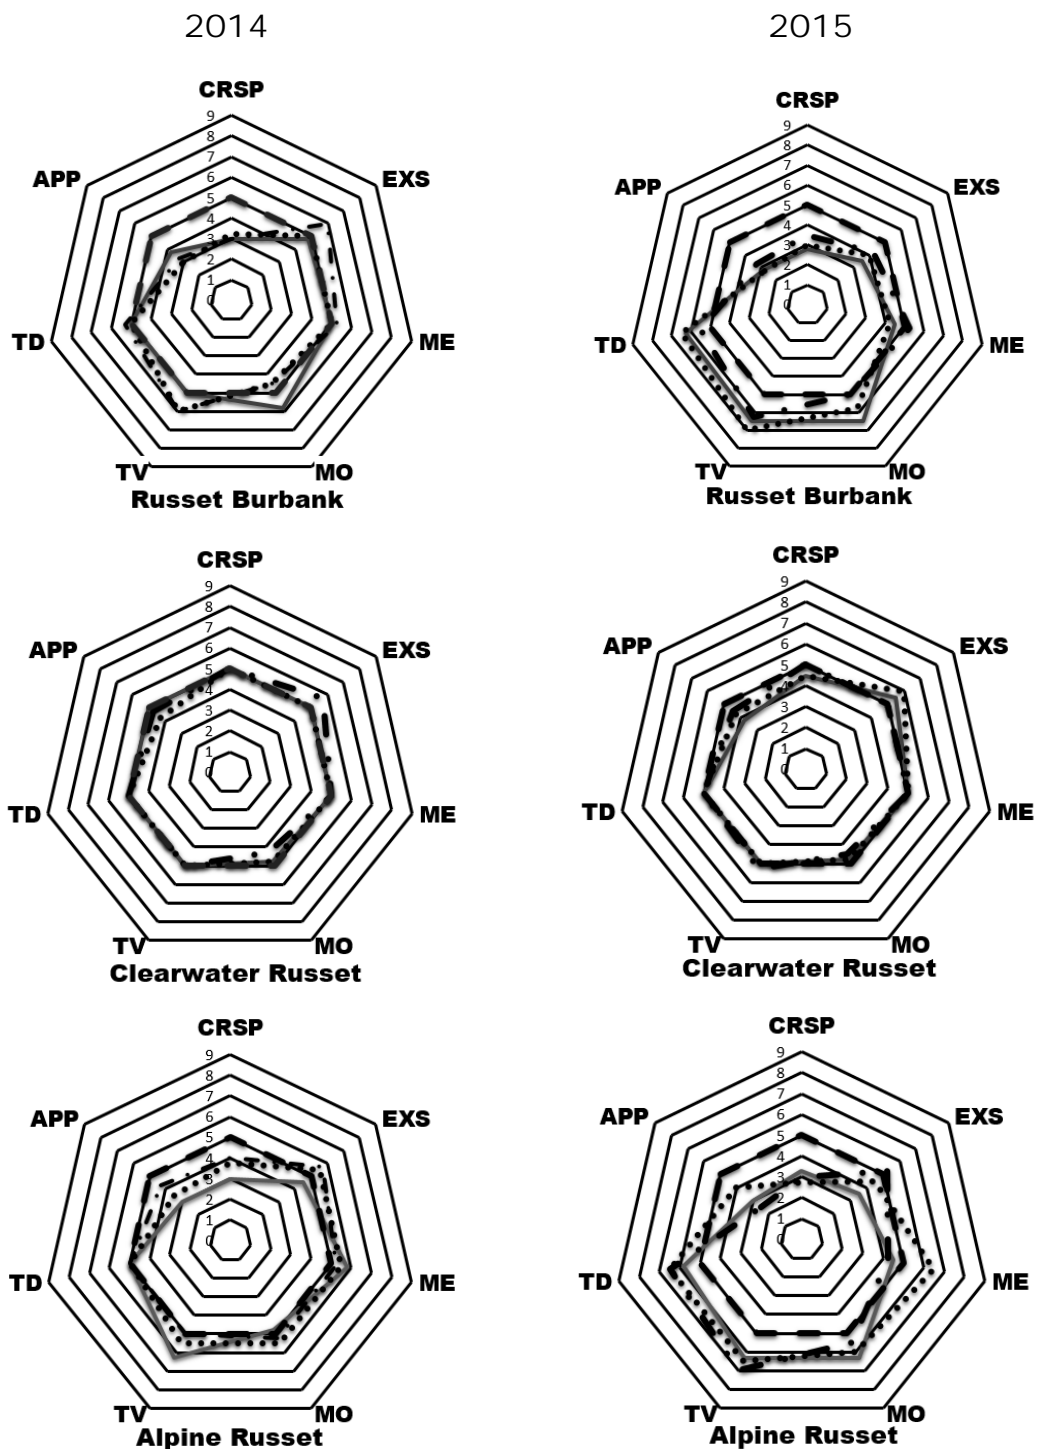 2014 2015
CRSP CRSP
9 9
8 8
APP 7 EXS APP 7 EXS
6 6
5 5
4 4
3 3
2 2
1 1
0 0
TD ME TD ME
TV MO TV MO
Russet Burbank Russet Burbank
CRSP CRSP
9 9
8 8
APP 7 EXS APP 7 EXS
6 6
5 5
4 4
3 3
2 2
1 1
0 0
TD ME TD ME
TV MO TV MO
Clearwater Russet Clearwater Russet
CRSP CRSP
9 9
8 8
APP 7 EXS APP 7 EXS
6 6
5 5
4 4
3 3
2 2
1 1
0 0
TD ME TD ME
TV MO TV MO
Alpine Russet Alpine Russet